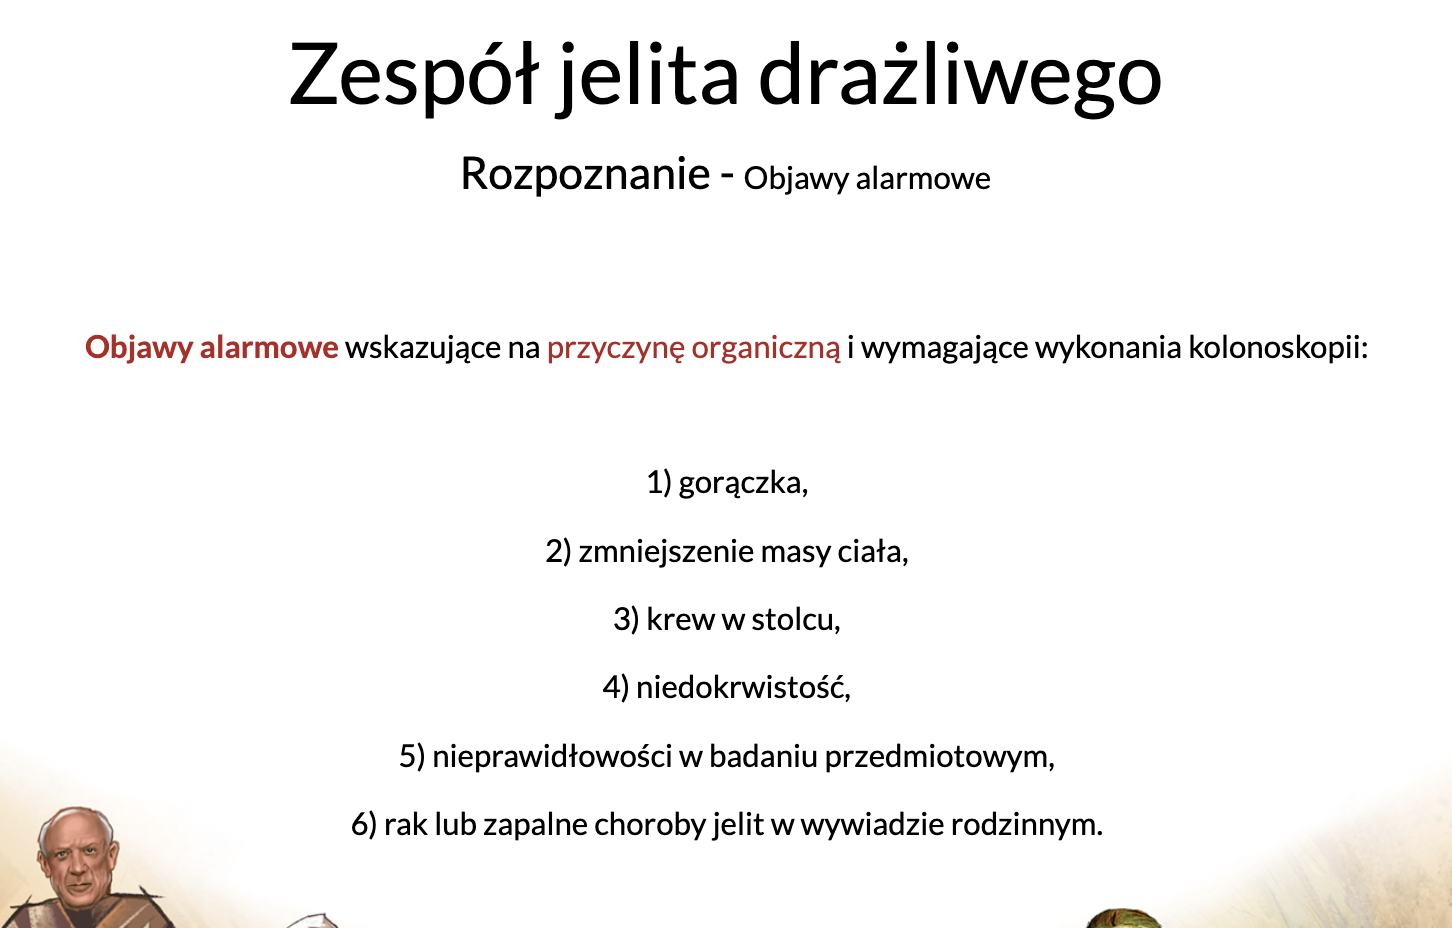 Zespół jelita drażliwego
Rozpoznanie - Objawy alarmowe
Objawy alarmowe wskazujące na przyczynę organiczną i wymagające wykonania kolonoskopii:
1) gorączka,
2) zmniejszenie masy ciała,
3) krew w stolcu,
4) niedokrwistość,
5) nieprawidłowości w badaniu przedmiotowym,
6) rak lub zapalne choroby jelit w wywiadzie rodzinnym.